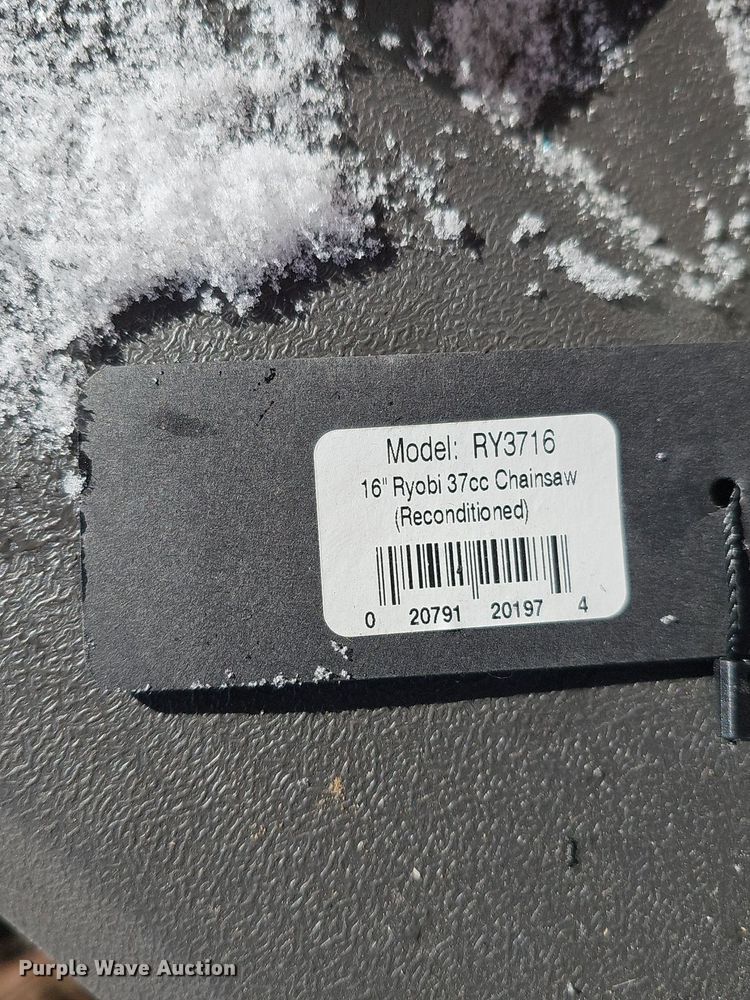 Model: RY3716
16" Ryobi 37cc Chainsaw
(Reconditioned)
0 20791 20197 4
Purple Wave Auction